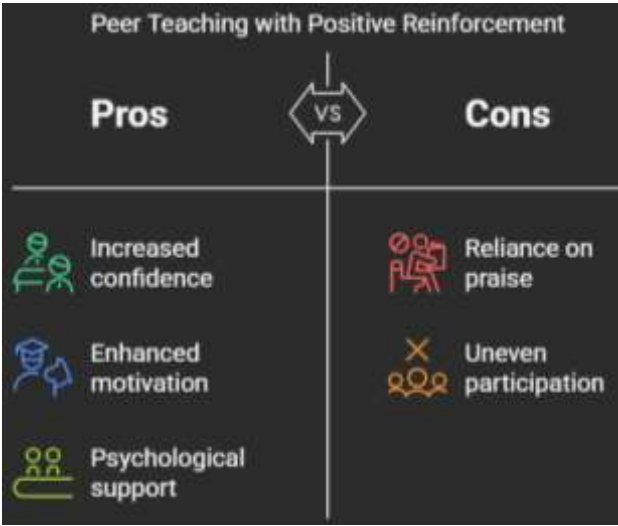 Peer Teaching with Positive Reinforcement
Pros
VS
Cons
Increased
confidence
Enhanced
motivation
Psychological
support
Reliance on
praise
Uneven
participation